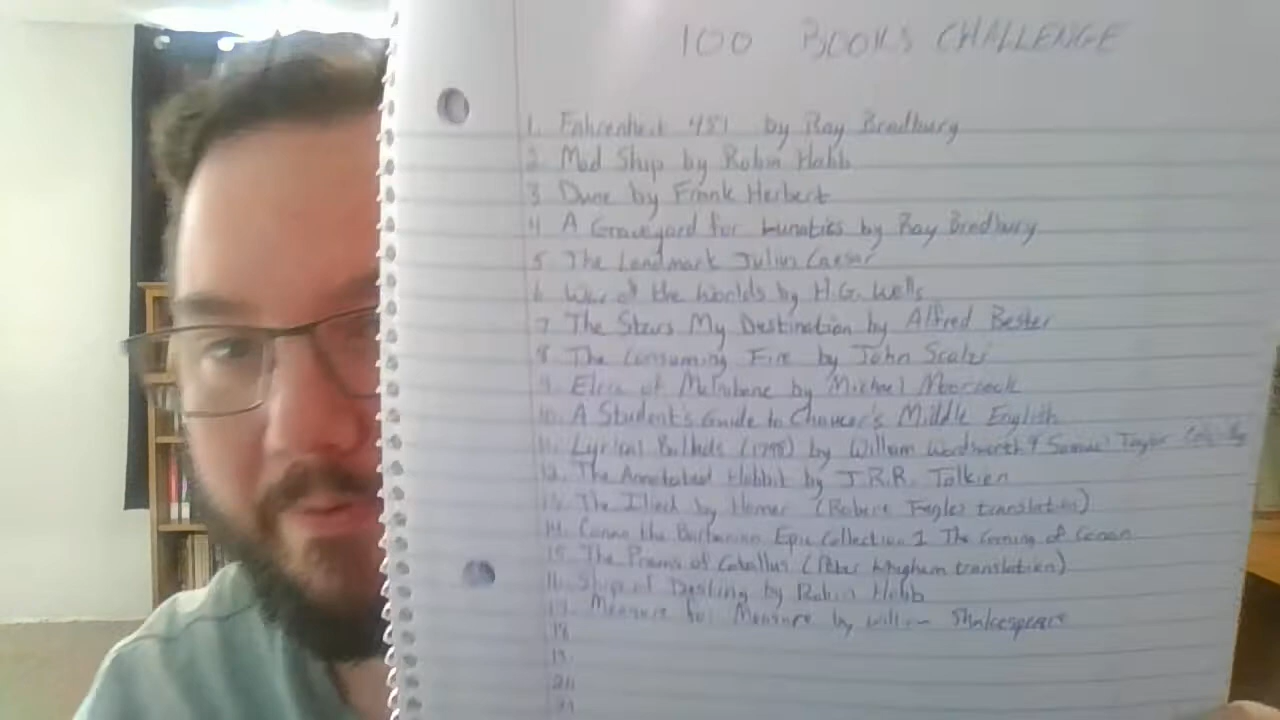 100 BOOKS CHALLENGE
1. Fahrenheit 451 by Ray Bradbury
2 Mad Ship by Robin Hobb
3 Dune by Frank Herbert
4 A Graveyard for Lunatics by Ray Bradbury
5 The Landmark Julius Caesar
6 War of the Worlds by H.G. Wells
7 The Stars My Destination by Alfred Bester
8 The Consuming Fire by John Scalzi
9. Elric of Melnibone by Michael Moorcock
10. A Student's Guide to Chaucer's Middle English
11. Lyrical Ballads (1798) by William Wordsworth & Samuel Taylor
12. The Annotated Hobbit by J.R.R. Tolkien
13. The Iliad by Homer (Robert Fagles translation)
14. Conan the Barbarian Epic Collection 1 The Coming of Conan
15. The Poems of Catullus (Peter Whigham translation)
16. Ship of Destiny by Robin Hobb
17. Measure for Measure by William Shakespeare
18
19.
20.
21